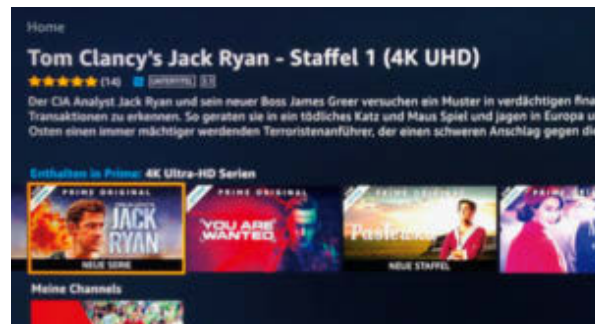 Home
Tom Clancy's Jack Ryan - Staffel 1 (4K UHD)
(14) UNTERTITEL 5.1
Der CIA Analyst Jack Ryan und sein neuer Boss James Greer versuchen ein Muster in verdächtigen
Transaktionen zu erkennen. So geraten sie in ein tödliches Katz und Maus Spiel und jagen in Europa
Osten einen immer mächtiger werdenden Terroristenanführer, der einen schweren Anschlag gegen
Enthalten in Prime: 4K Ultra-HD Serien
PRIME ORIGINAL
JACK RYAN
NEUE SERIE
PRIME ORIGINAL
'YOU ARE WANTED'
PRIME ORIGINAL
Pastewka
NEUE STAFFEL
PRIME
Meine Channels